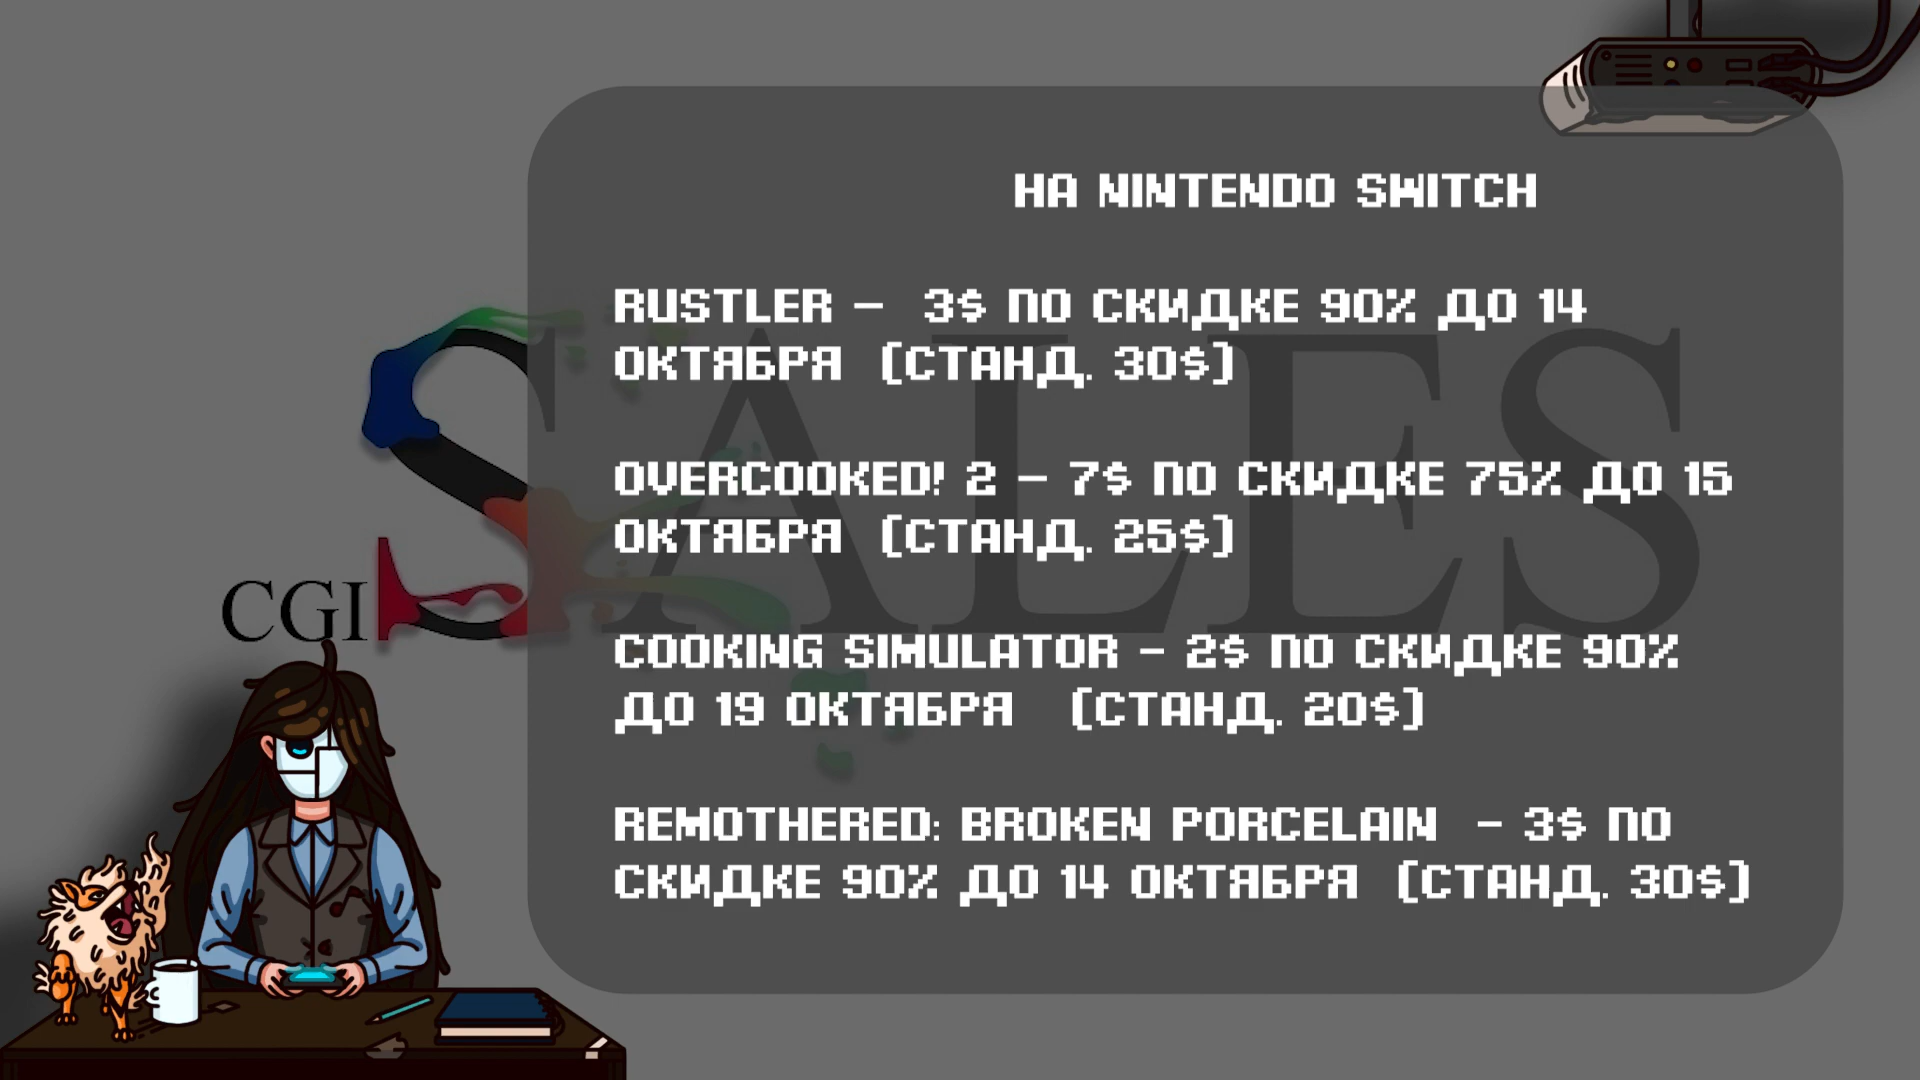 НА NINTENDO SWITCH
RUSTLER – 3$ ПО СКИДКЕ 90% ДО 14
ОКТЯБРЯ (СТАНД. 30$)
OVERCOOKED! 2 – 7$ ПО СКИДКЕ 75% ДО 15
ОКТЯБРЯ (СТАНД. 25$)
COOKING SIMULATOR - 2$ ПО СКИДКЕ 90%
ДО 19 ОКТЯБРЯ (СТАНД. 20$)
REMOTHERED: BROKEN PORCELAIN - 3$ ПО
СКИДКЕ 90% ДО 14 ОКТЯБРЯ (СТАНД. 30$)
CGI SALES